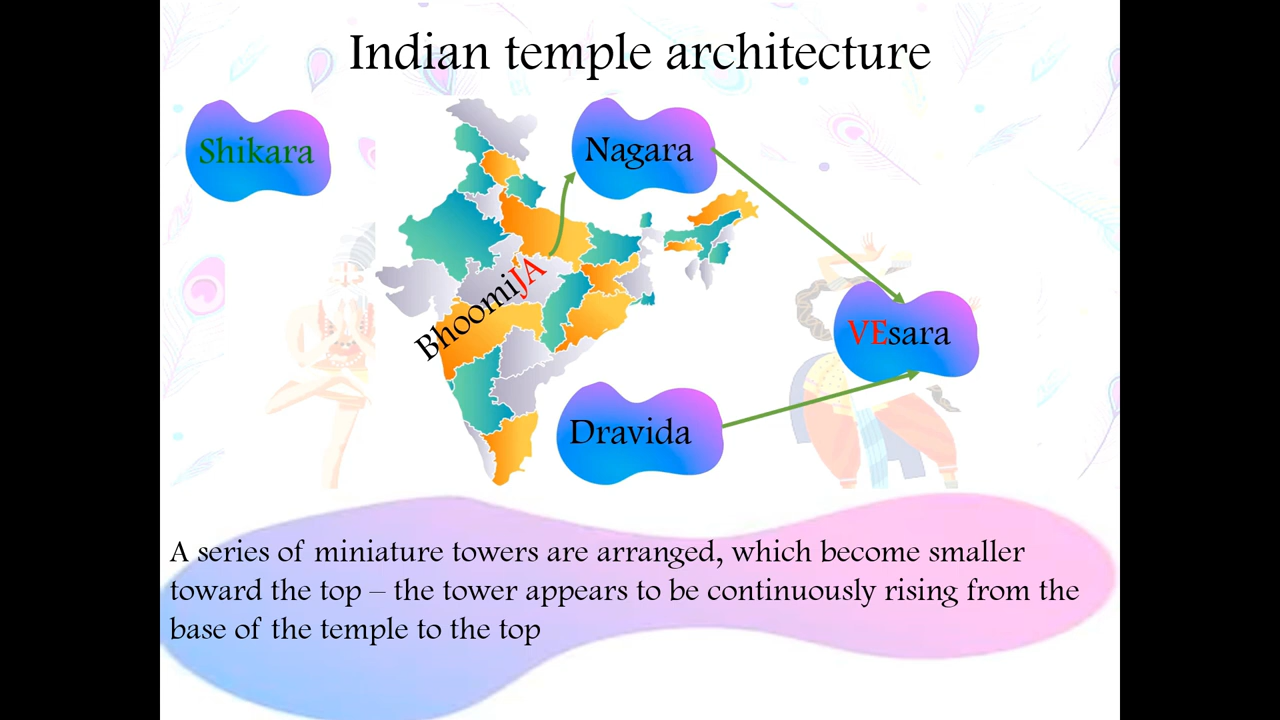 Indian temple architecture
Shikara
Nagara
BhoomiJA
VEsara
Dravida
A series of miniature towers are arranged, which become smaller
toward the top – the tower appears to be continuously rising from the
base of the temple to the top